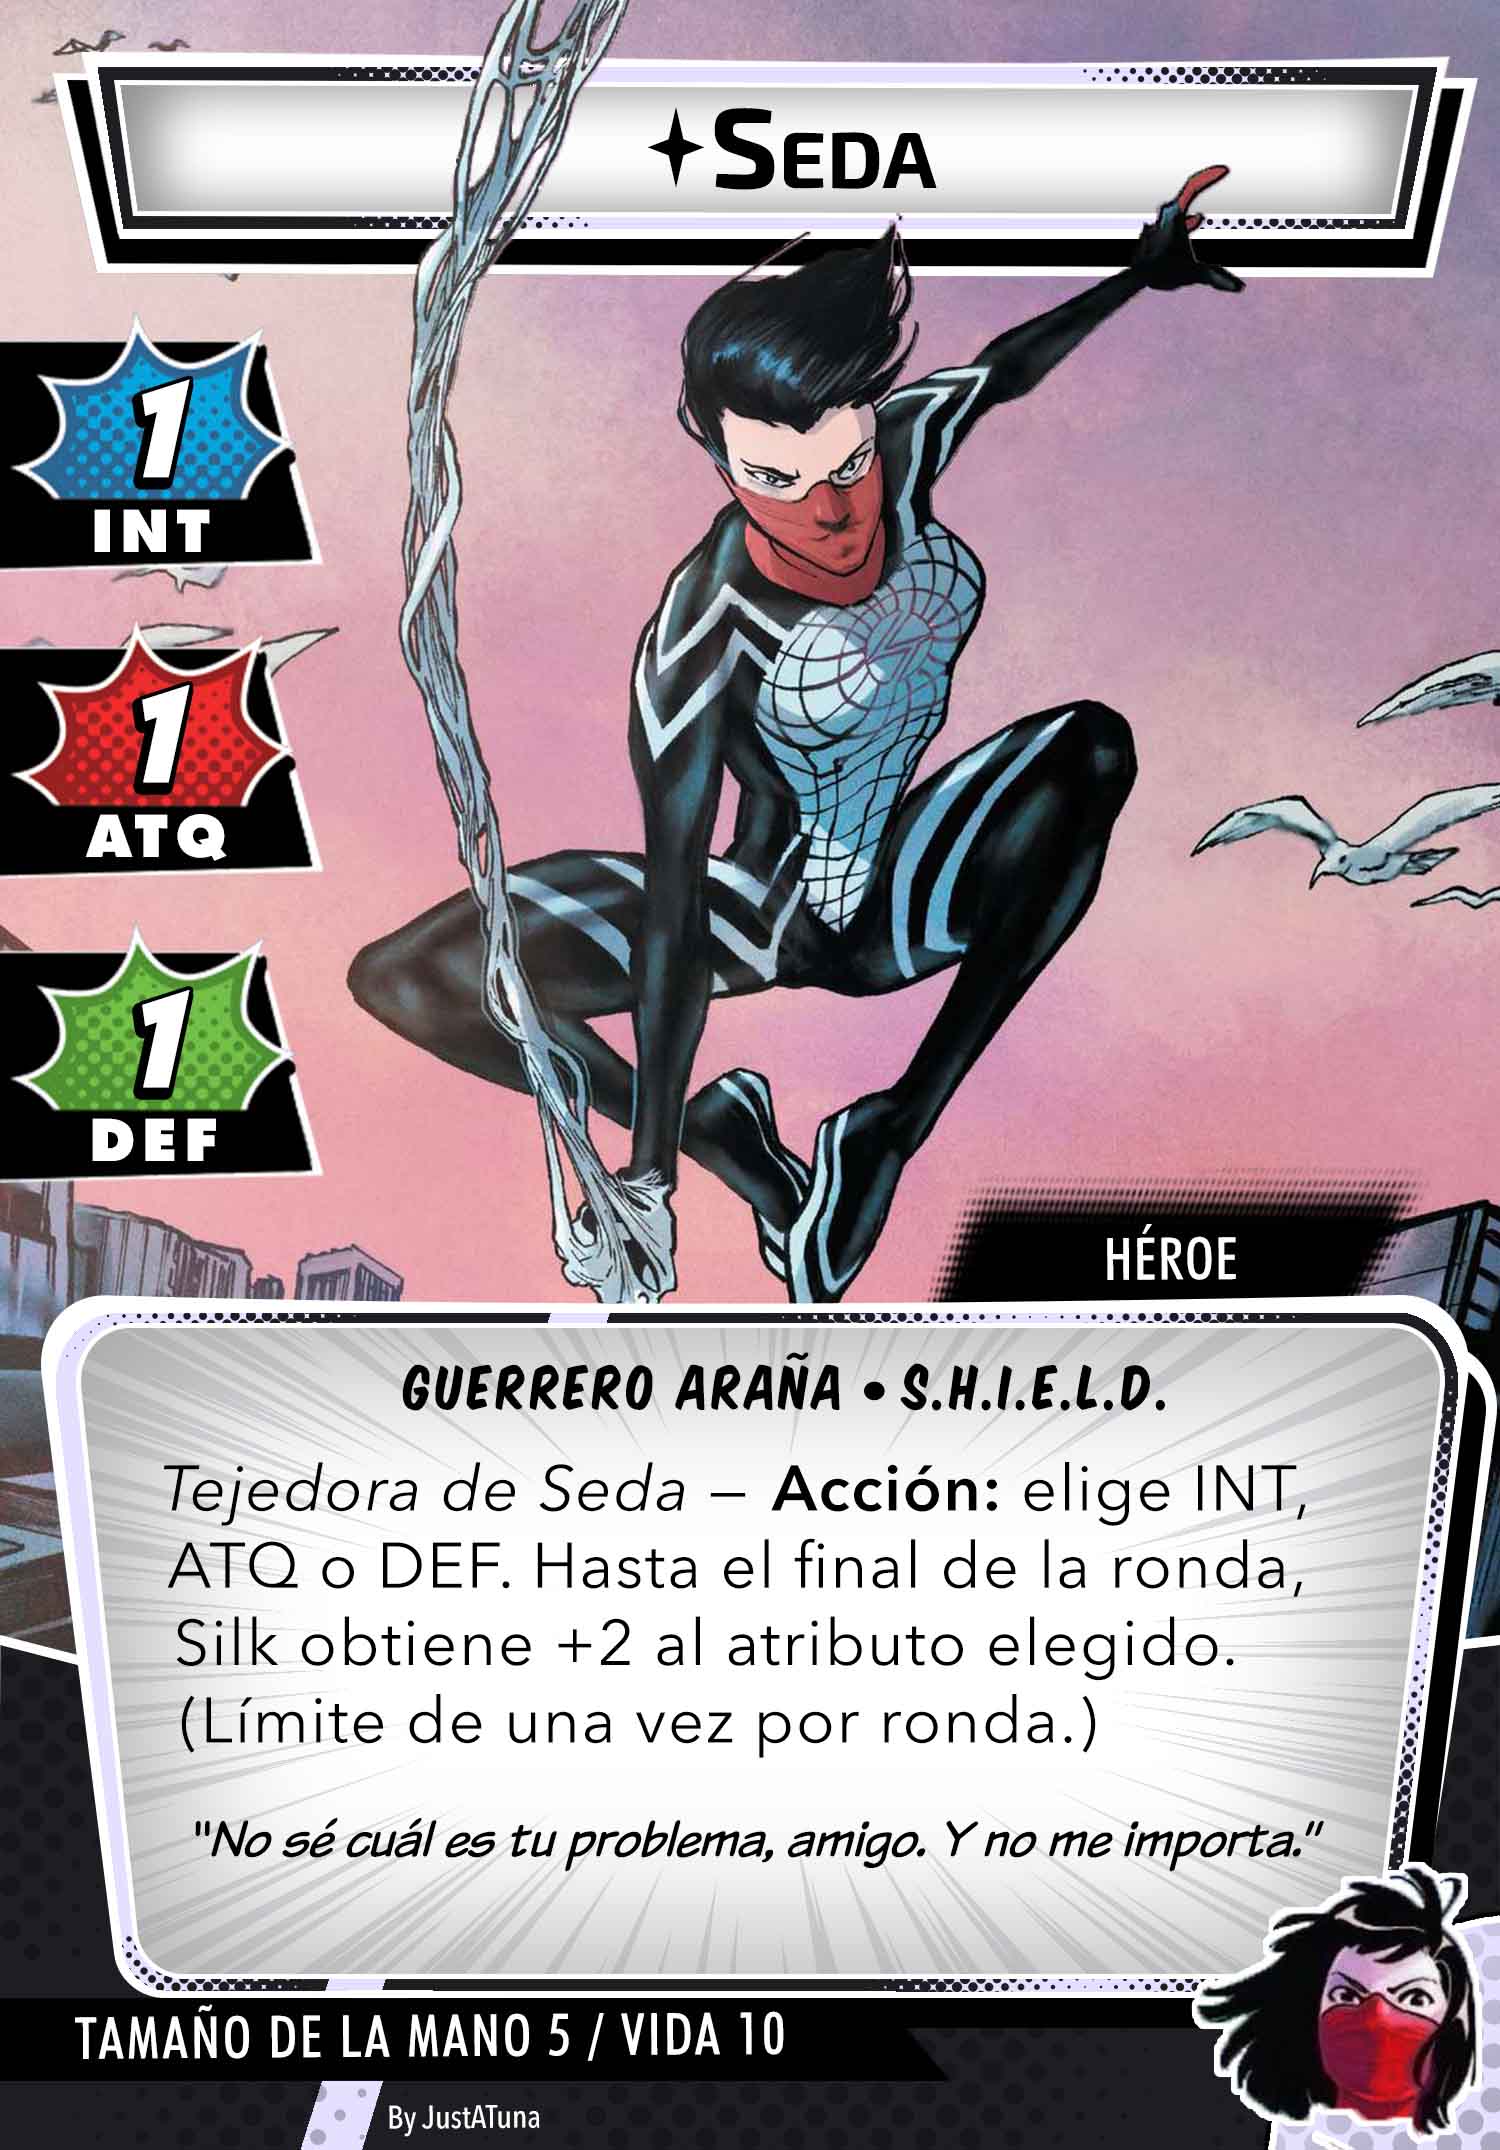 ✦Seda
1
INT
1
ATQ
1
DEF
HÉROE
GUERRERO ARAÑA • S.H.I.E.L.D.
Tejedora de Seda – Acción: elige INT,
ATQ o DEF. Hasta el final de la ronda,
Silk obtiene +2 al atributo elegido.
(Límite de una vez por ronda.)
"No sé cuál es tu problema, amigo. Y no me importa."
TAMAÑO DE LA MANO 5 / VIDA 10
By JustATuna